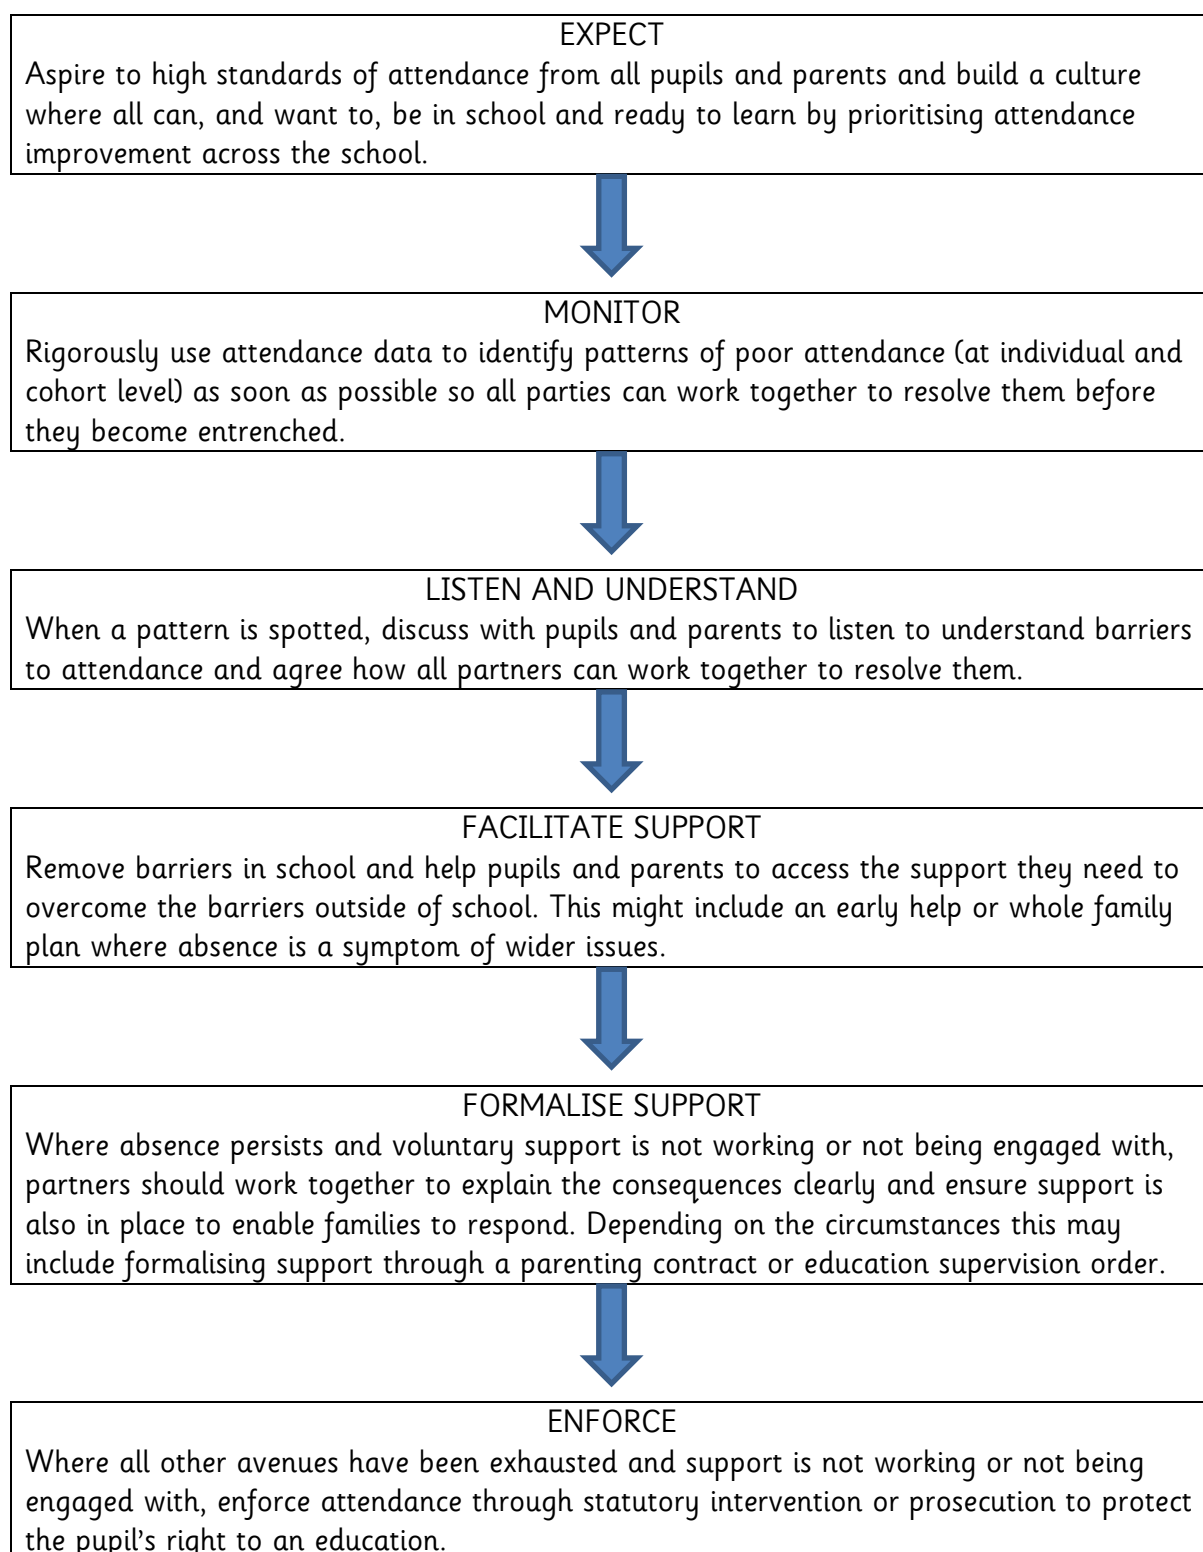 EXPECT
Aspire to high standards of attendance from all pupils and parents and build a culture
where all can, and want to, be in school and ready to learn by prioritising attendance
improvement across the school.
MONITOR
Rigorously use attendance data to identify patterns of poor attendance (at individual and
cohort level) as soon as possible so all parties can work together to resolve them before
they become entrenched.
LISTEN AND UNDERSTAND
When a pattern is spotted, discuss with pupils and parents to listen to understand barriers
to attendance and agree how all partners can work together to resolve them.
FACILITATE SUPPORT
Remove barriers in school and help pupils and parents to access the support they need to
overcome the barriers outside of school. This might include an early help or whole family
plan where absence is a symptom of wider issues.
FORMALISE SUPPORT
Where absence persists and voluntary support is not working or not being engaged with,
partners should work together to explain the consequences clearly and ensure support is
also in place to enable families to respond. Depending on the circumstances this may
include formalising support through a parenting contract or education supervision order.
ENFORCE
Where all other avenues have been exhausted and support is not working or not being
engaged with, enforce attendance through statutory intervention or prosecution to protect
the pupil's right to an education.